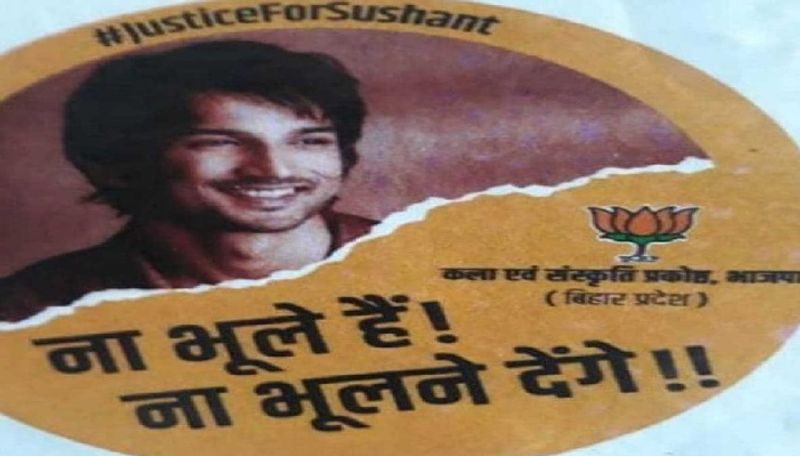 #JusticeForSushant
कला एवं संस्कृति प्रकोष्ठ, भाजपा
( बिहार प्रदेश )
ना भूले हैं!
ना भूलने देंगे!!